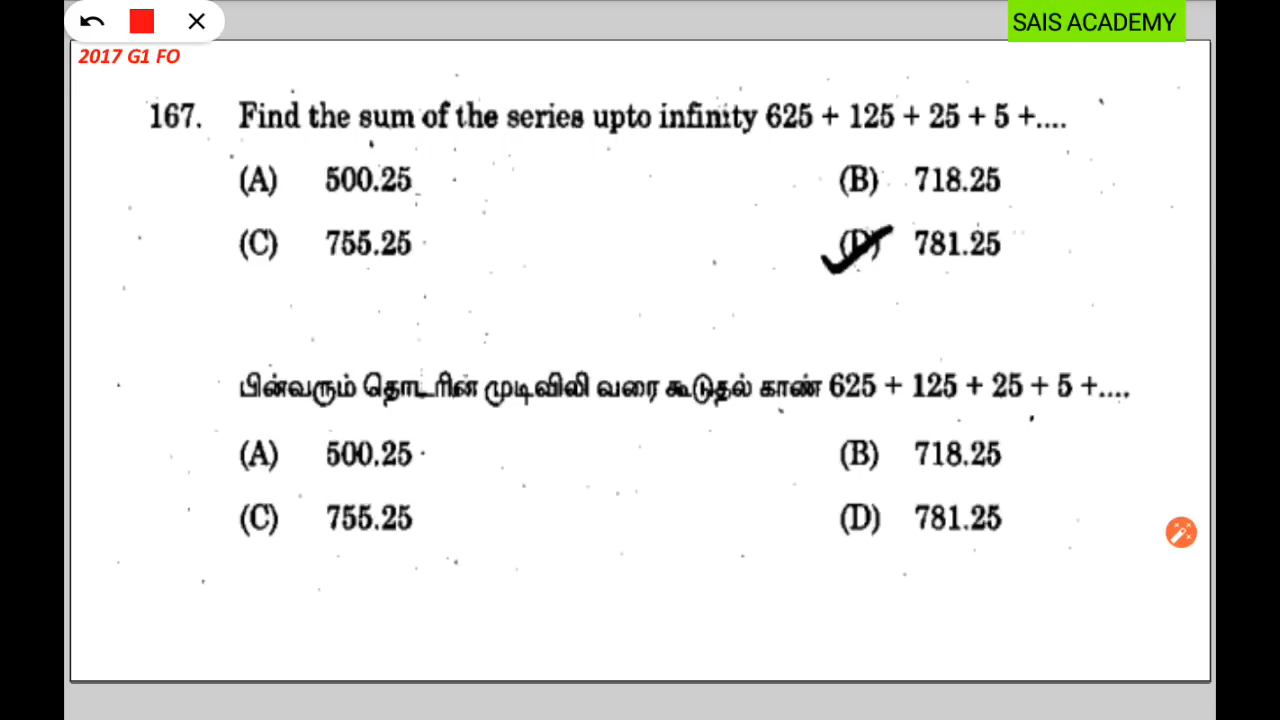 SAIS ACADEMY
2017 G1 FO
167. Find the sum of the series upto infinity 625 + 125 + 25 + 5 +....
(A) 500.25 (B) 718.25
(C) 755.25 (D) 781.25
பின்வரும் தொடரின் முடிவிலி வரை கூடுதல் காண் 625 + 125 + 25 + 5 +....
(A) 500.25 (B) 718.25
(C) 755.25 (D) 781.25